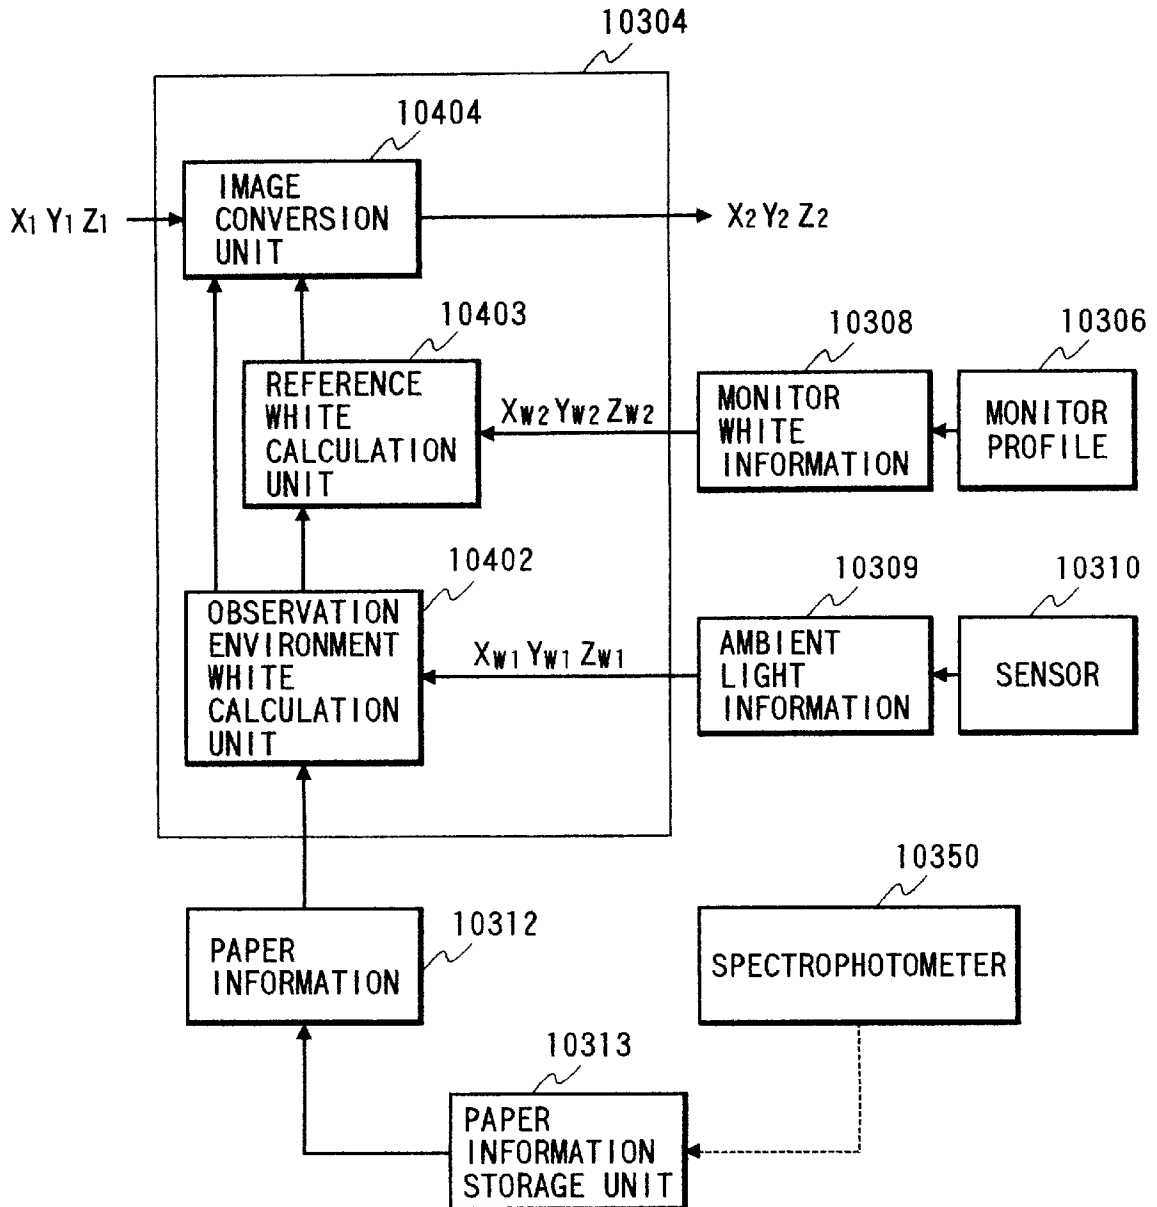 10304
10404
IMAGE
CONVERSION
UNIT
X1 Y1 Z1
X2 Y2 Z2
10403
REFERENCE
WHITE
CALCULATION
UNIT
XW2 YW2 ZW2
10308
MONITOR
WHITE
INFORMATION
10306
MONITOR
PROFILE
10402
OBSERVATION
ENVIRONMENT
WHITE
CALCULATION
UNIT
XW1 YW1 ZW1
10309
AMBIENT
LIGHT
INFORMATION
10310
SENSOR
10312
PAPER
INFORMATION
10350
SPECTROPHOTOMETER
10313
PAPER
INFORMATION
STORAGE UNIT